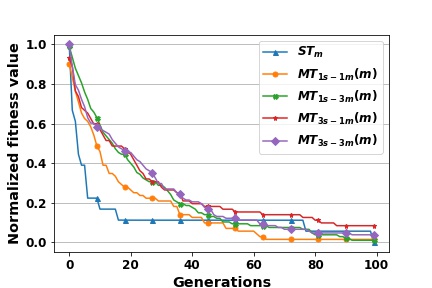 Normalized fitness value
1.0
0.8
0.6
0.4
0.2
0.0
0 20 40 60 80 100
Generations
STm
MT1s−1m(m)
MT1s−3m(m)
MT3s−1m(m)
MT3s−3m(m)